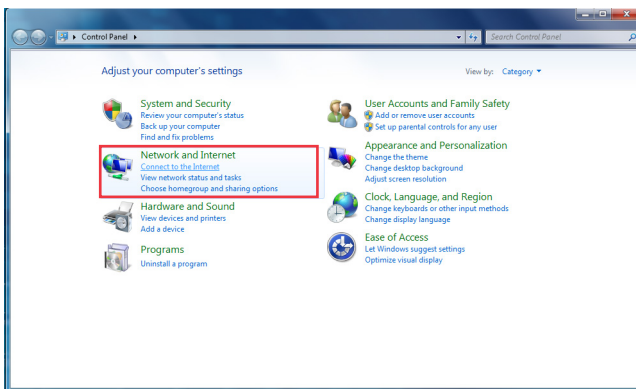 Control Panel
Search Control Panel
Adjust your computer's settings
View by: Category
System and Security
Review your computer's status
Back up your computer
Find and fix problems
Network and Internet
Connect to the Internet
View network status and tasks
Choose homegroup and sharing options
Hardware and Sound
View devices and printers
Add a device
Programs
Uninstall a program
User Accounts and Family Safety
Add or remove user accounts
Set up parental controls for any user
Appearance and Personalization
Change the theme
Change desktop background
Adjust screen resolution
Clock, Language, and Region
Change keyboards or other input methods
Change display language
Ease of Access
Let Windows suggest settings
Optimize visual display